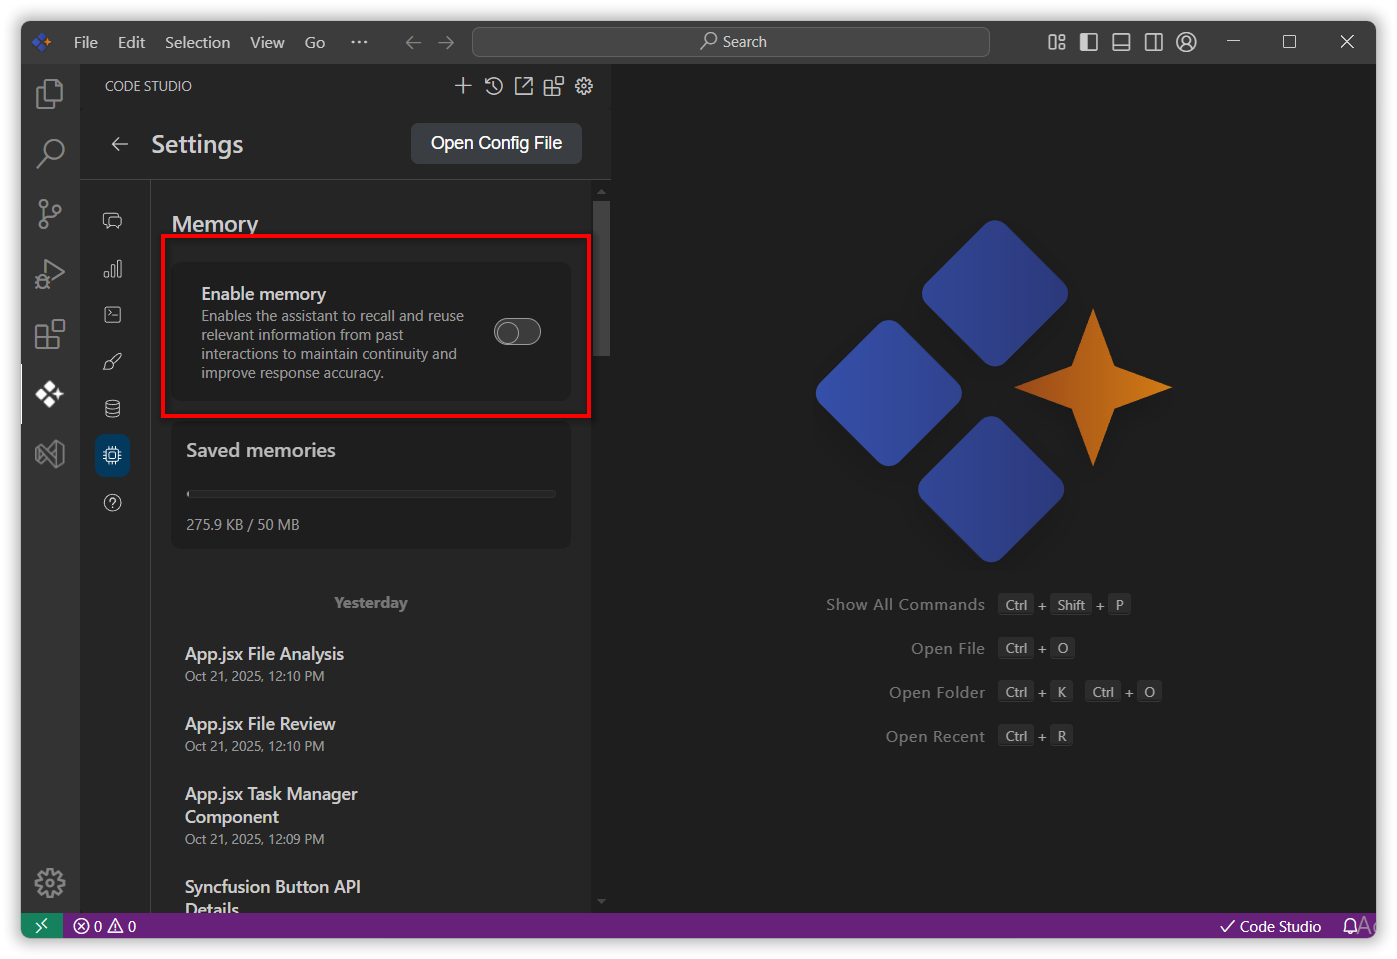 File Edit Selection View Go ··· Search
CODE STUDIO
Settings Open Config File
Memory
Enable memory
Enables the assistant to recall and reuse
relevant information from past
interactions to maintain continuity and
improve response accuracy.
Saved memories
275.9 KB / 50 MB
Yesterday
App.jsx File Analysis
Oct 21, 2025, 12:10 PM
App.jsx File Review
Oct 21, 2025, 12:10 PM
App.jsx Task Manager
Component
Oct 21, 2025, 12:09 PM
Syncfusion Button API
Details
Show All Commands Ctrl + Shift + P
Open File Ctrl + O
Open Folder Ctrl + K Ctrl + O
Open Recent Ctrl + R
0 0 Code Studio